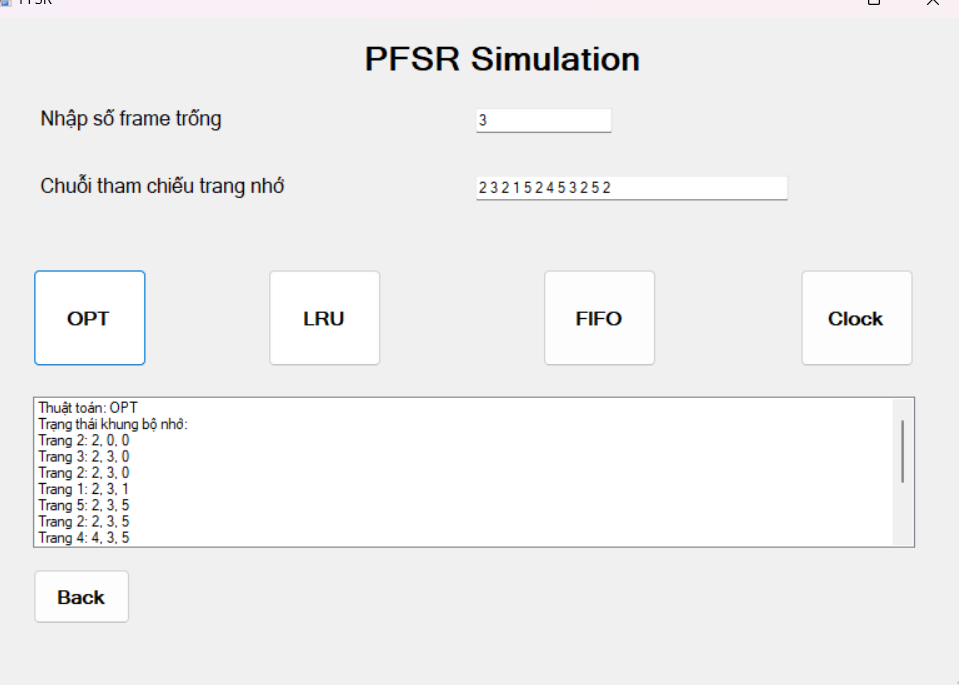 PFSR
PFSR Simulation
Nhập số frame trống
3
Chuỗi tham chiếu trang nhớ
2 3 2 1 5 2 4 5 3 2 5 2
OPT
LRU
FIFO
Clock
Thuật toán: OPT
Trạng thái khung bộ nhớ:
Trang 2: 2, 0, 0
Trang 3: 2, 3, 0
Trang 2: 2, 3, 0
Trang 1: 2, 3, 1
Trang 5: 2, 3, 5
Trang 2: 2, 3, 5
Trang 4: 4, 3, 5
Back